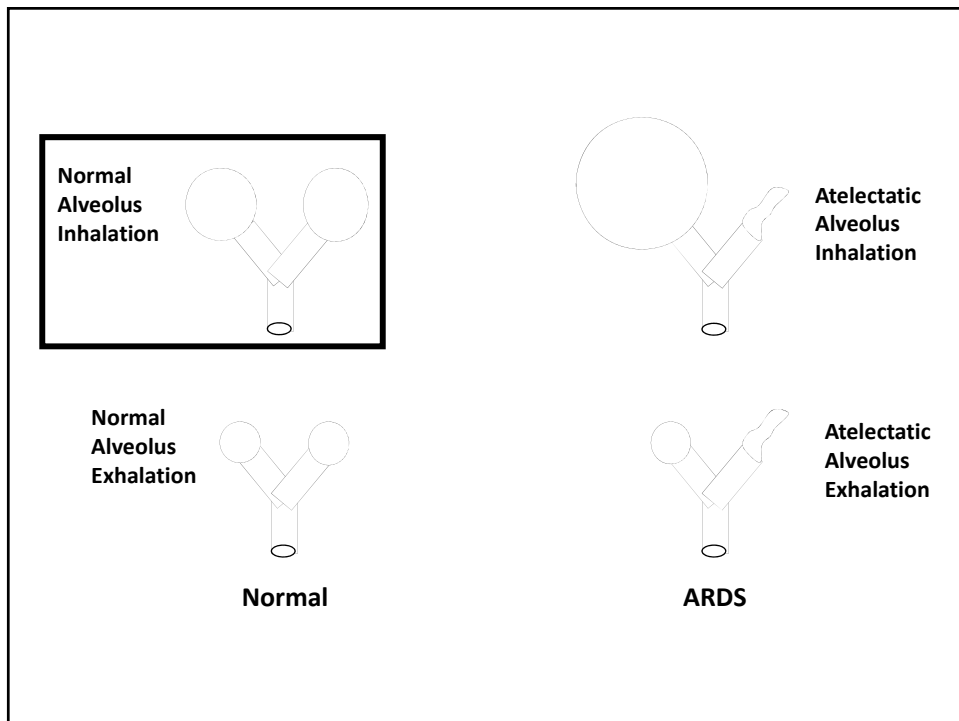 Normal
Alveolus
Inhalation
Atelectatic
Alveolus
Inhalation
Normal
Alveolus
Exhalation
Atelectatic
Alveolus
Exhalation
Normal
ARDS